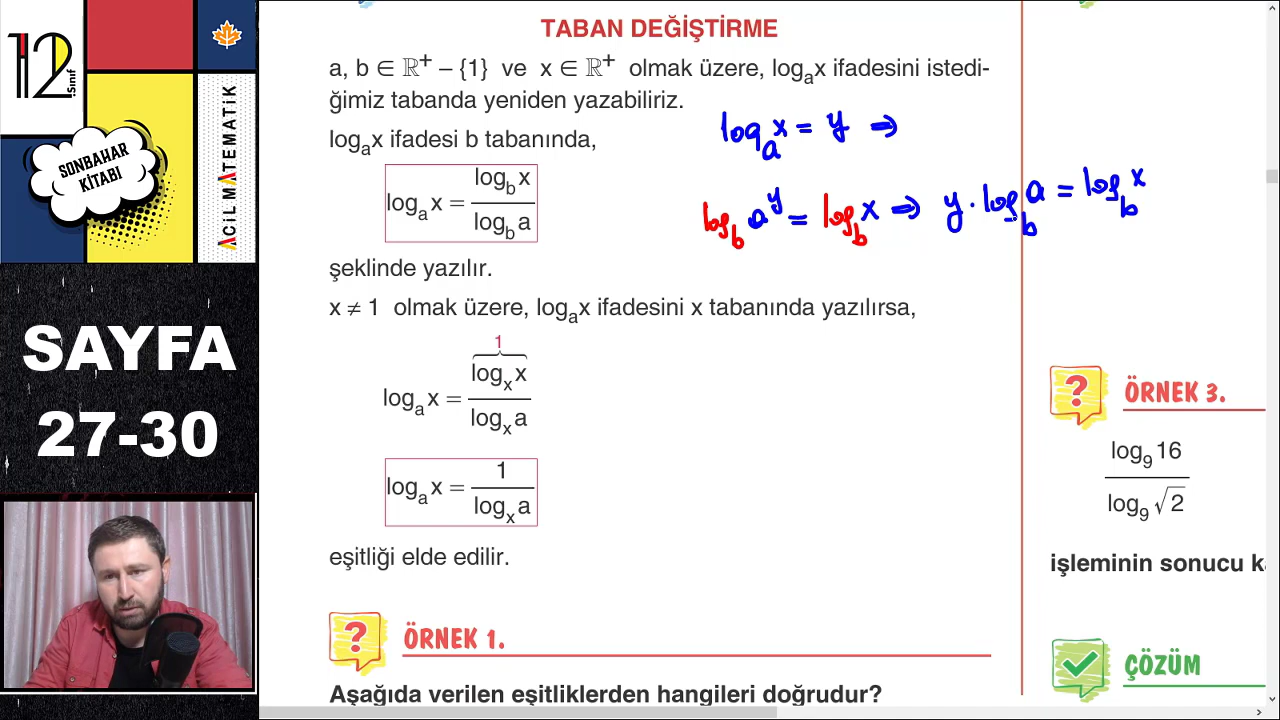 12
.Sınıf
SONBAHAR
KİTABI
ACİL MATEMATİK
SAYFA
27-30
TABAN DEĞİŞTİRME
a, b ∈ ℝ⁺ – {1} ve x ∈ ℝ⁺ olmak üzere, logₐx ifadesini istedi-
ğimiz tabanda yeniden yazabiliriz.
logₐx ifadesi b tabanında,
logₐx = log_b x / log_b a
şeklinde yazılır.
x ≠ 1 olmak üzere, logₐx ifadesini x tabanında yazılırsa,
1
logₐx = logₓx / logₓa
logₐx = 1 / logₓa
eşitliği elde edilir.
logₐx = y ⇒
log_b a^y = log_b x ⇒ y · log_b a = log_b x
? ÖRNEK 1.
Aşağıda verilen eşitliklerden hangileri doğrudur?
? ÖRNEK 3.
log₉16 / log₉√2
işleminin sonucu k
ÇÖZÜM